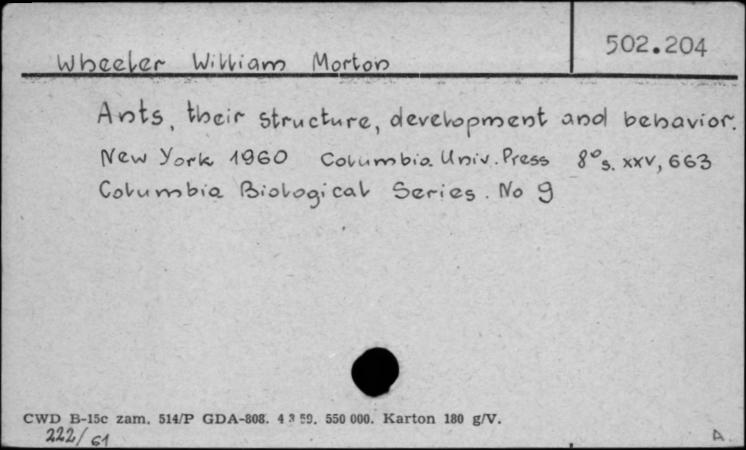 502.204
Wheeler William Morton
Ants, their structure, development and behavior.
New York 1960 Columbia Univ. Press 8° s. xxv, 663
Columbia Biological Series. No 9
CWD B-15c zam. 514/P GDA-808. 4 3 59. 550 000. Karton 180 g/V.
222/61
A.